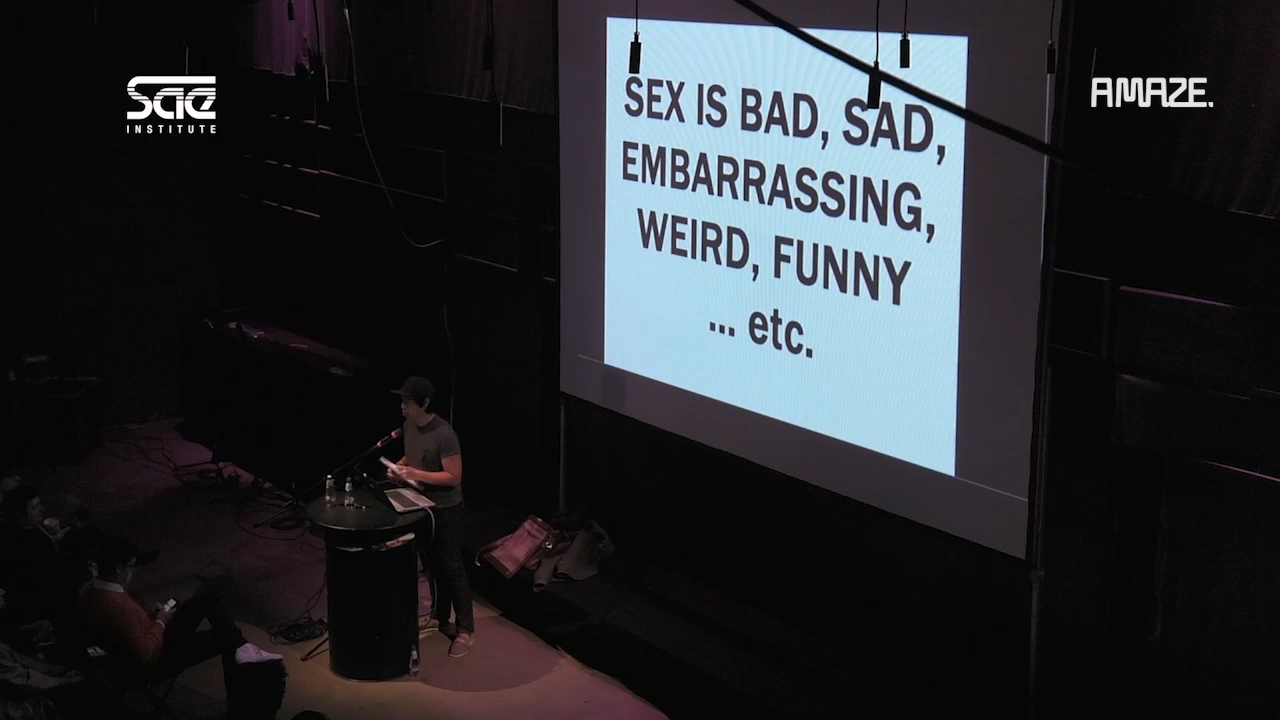 Sae
INSTITUTE
AMAZE.
SEX IS BAD, SAD,
EMBARRASSING,
WEIRD, FUNNY
... etc.